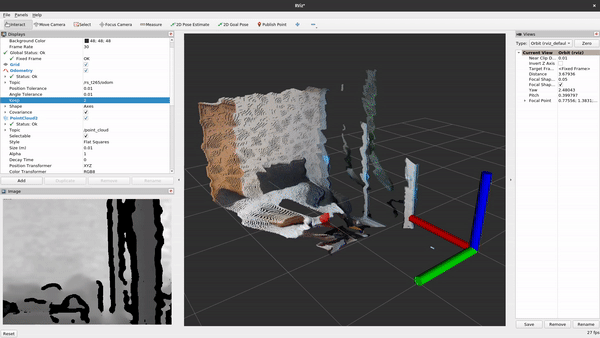 RViz*
File Panels Help
Interact Move Camera Select Focus Camera Measure 2D Pose Estimate 2D Goal Pose Publish Point
Displays
Background Color 48; 48; 48
Frame Rate 30
Global Status: Ok
Fixed Frame OK
Grid
Odometry
Status: Ok
Topic /rs_t265/odom
Position Tolerance 0.01
Angle Tolerance 0.01
Keep 1
Shape Axes
Covariance
PointCloud2
Status: Ok
Topic /point_cloud
Selectable
Style Flat Squares
Size (m) 0.01
Alpha 1
Decay Time 0
Position Transformer XYZ
Color Transformer RGB8
Add Duplicate Remove Rename
Image
Reset
Views
Type: Orbit (rviz_defaul Zero
Current View Orbit (rviz)
Near Clip D... 0.01
Invert Z Axis
Target Fra... <Fixed Frame>
Distance 3.67936
Focal Shap... 0.05
Focal Shap...
Yaw 2.48043
Pitch 0.399797
Focal Point 0.77556; 1.3831;...
Save Remove Rename
27 fps